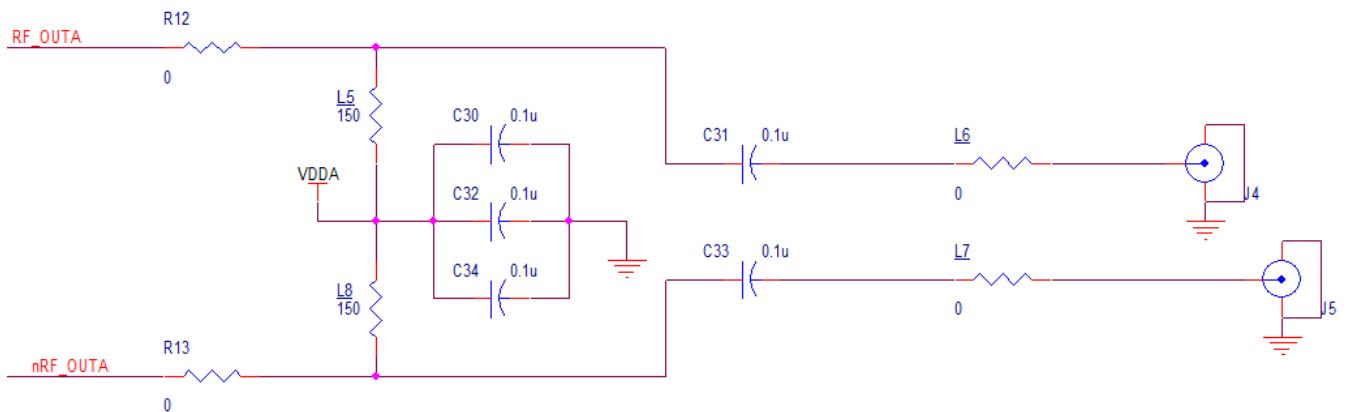 R12
RF_OUTA
0
L5
150
C30 0.1u
C31 0.1u
L6
VDDA
C32 0.1u
0
J4
C34 0.1u
C33 0.1u
L7
L8
150
0
J5
R13
nRF_OUTA
0